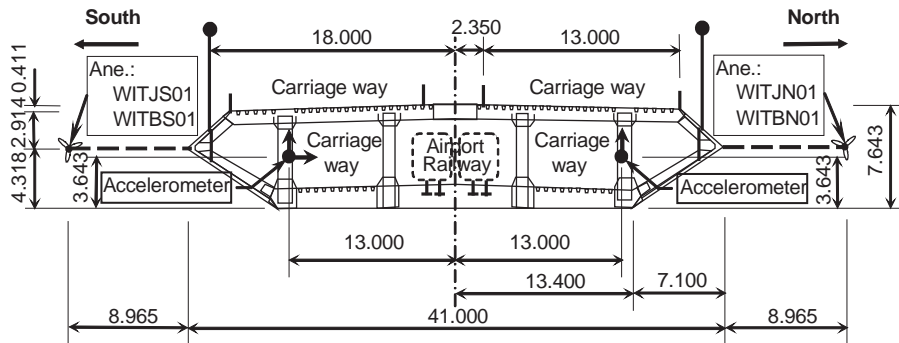 South
North
2.350
18.000
13.000
Ane.:
WITJS01
WITBS01
Carriage way
Carriage way
Ane.:
WITJN01
WITBN01
0.411
2.914
4.318
3.643
Carriage
way
Airport
Railway
Carriage
way
7.643
3.643
Accelerometer
Accelerometer
13.000
13.000
13.400
7.100
8.965
41.000
8.965